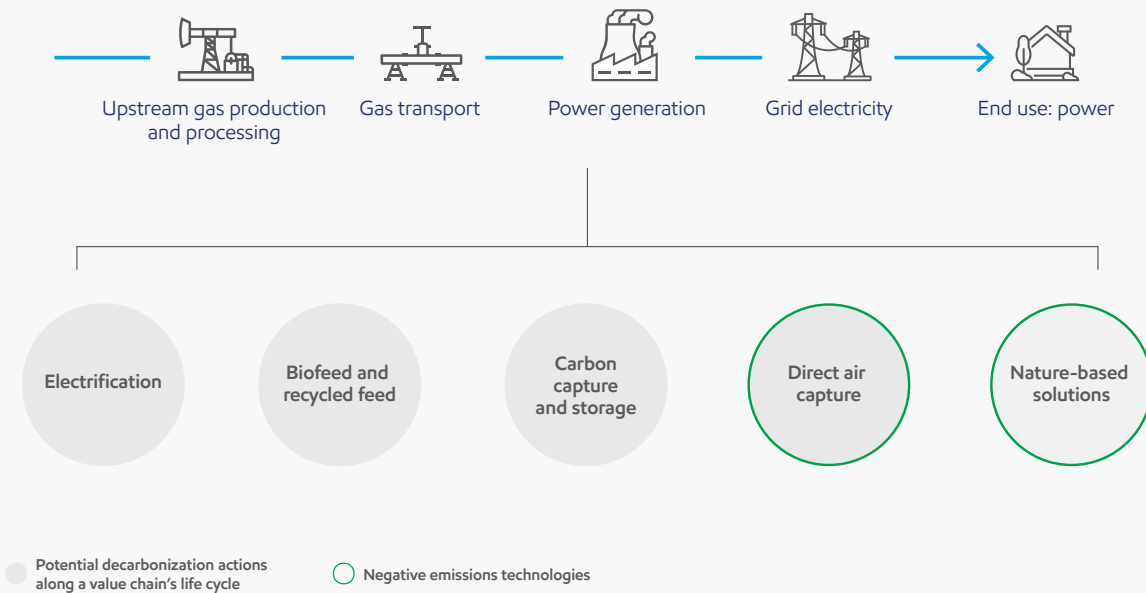 Upstream gas production
and processing
Gas transport
Power generation
Grid electricity
End use: power
Electrification
Biofeed and
recycled feed
Carbon
capture
and storage
Direct air
capture
Nature-based
solutions
Potential decarbonization actions
along a value chain's life cycle
Negative emissions technologies